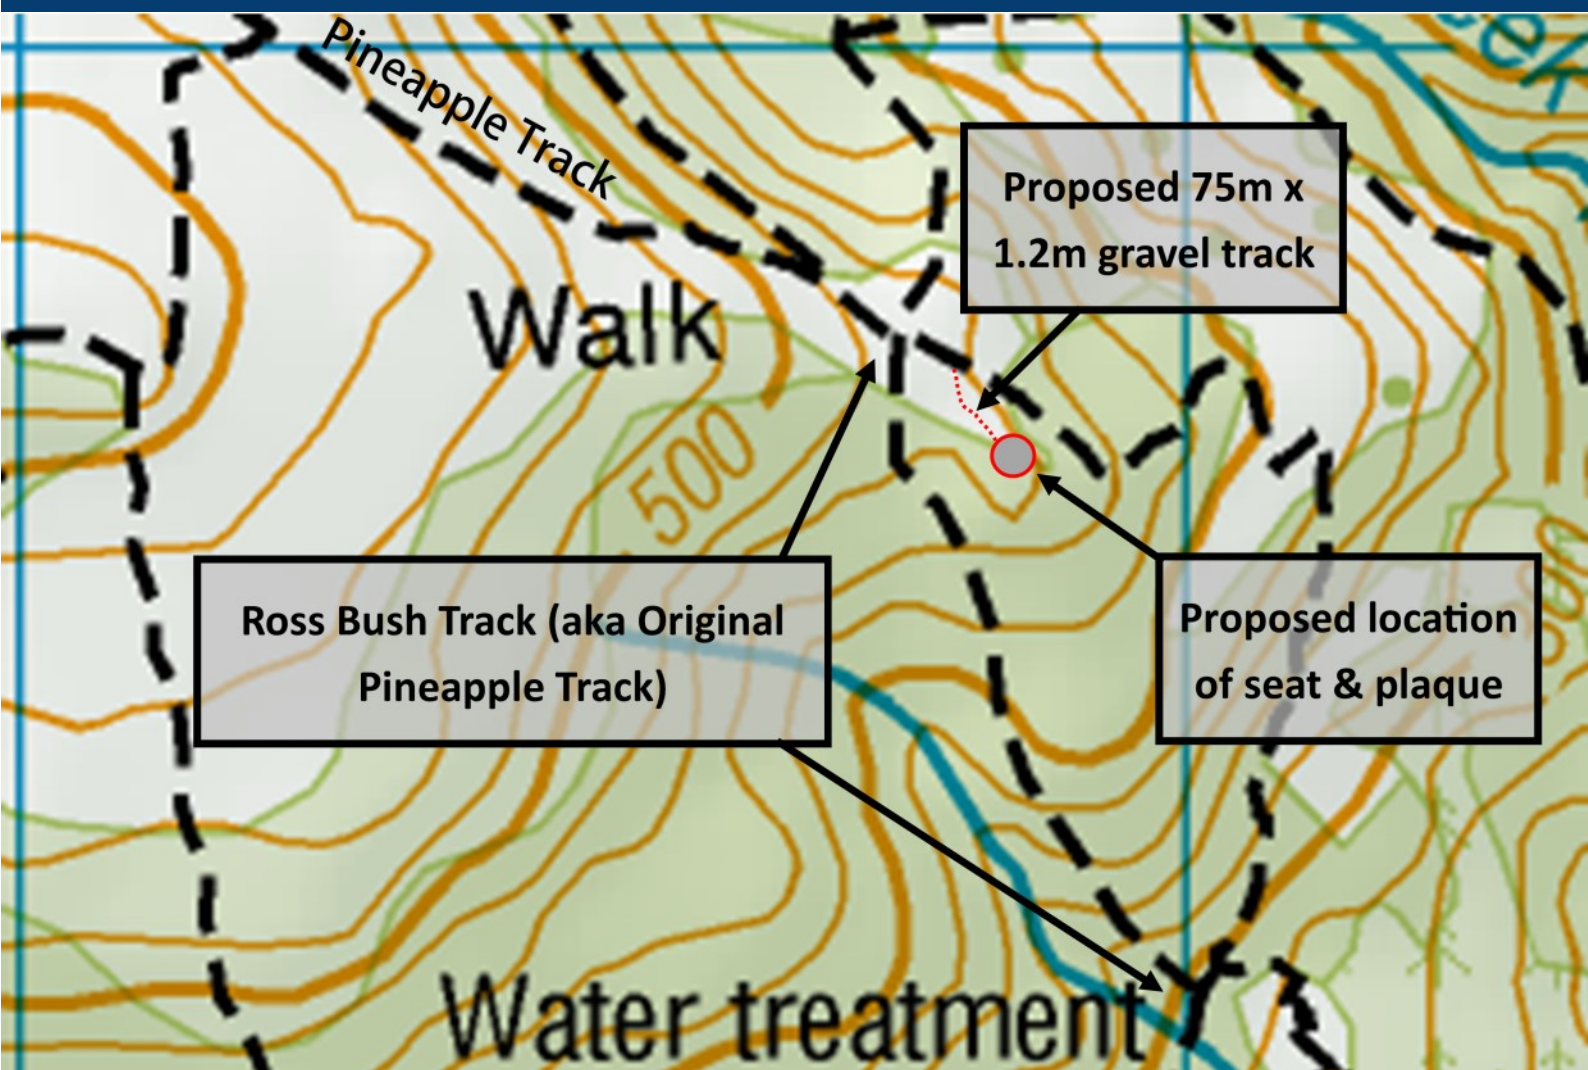 Pineapple Track
Proposed 75m x
1.2m gravel track
Walk
500
Ross Bush Track (aka Original
Pineapple Track)
Proposed location
of seat & plaque
Water treatment